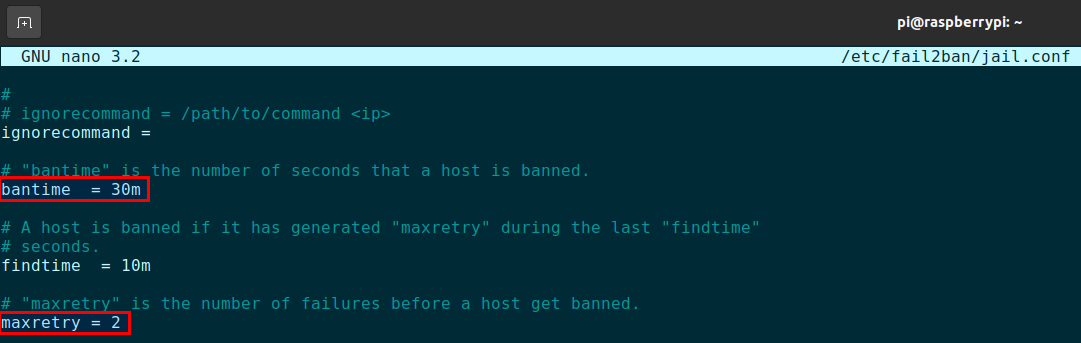 pi@raspberrypi: ~
GNU nano 3.2 /etc/fail2ban/jail.conf
#
# ignorecommand = /path/to/command <ip>
ignorecommand =
# "bantime" is the number of seconds that a host is banned.
bantime  = 30m
# A host is banned if it has generated "maxretry" during the last "findtime"
# seconds.
findtime  = 10m
# "maxretry" is the number of failures before a host get banned.
maxretry = 2